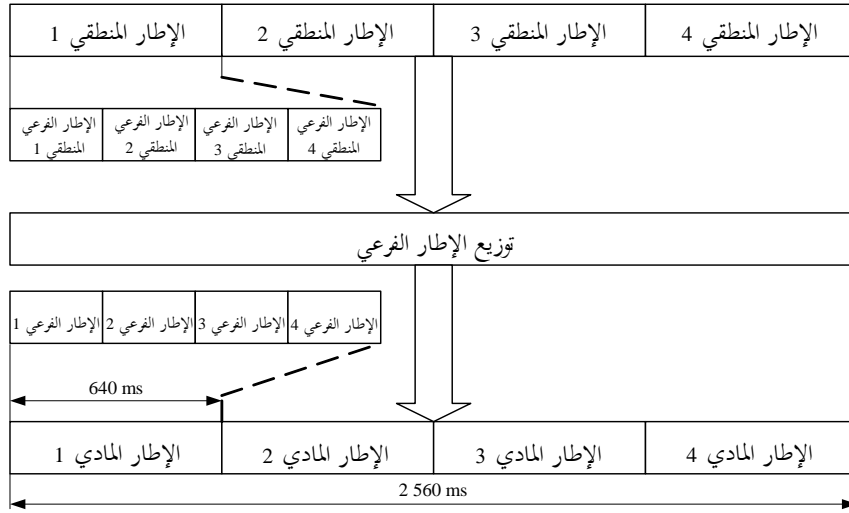 الإطار المنطقي 1
الإطار المنطقي 2
الإطار المنطقي 3
الإطار المنطقي 4
الإطار الفرعي
المنطقي 1
الإطار الفرعي
المنطقي 2
الإطار الفرعي
المنطقي 3
الإطار الفرعي
المنطقي 4
توزيع الإطار الفرعي
الإطار الفرعي 1
الإطار الفرعي 2
الإطار الفرعي 3
الإطار الفرعي 4
640 ms
الإطار المادي 1
الإطار المادي 2
الإطار المادي 3
الإطار المادي 4
2 560 ms